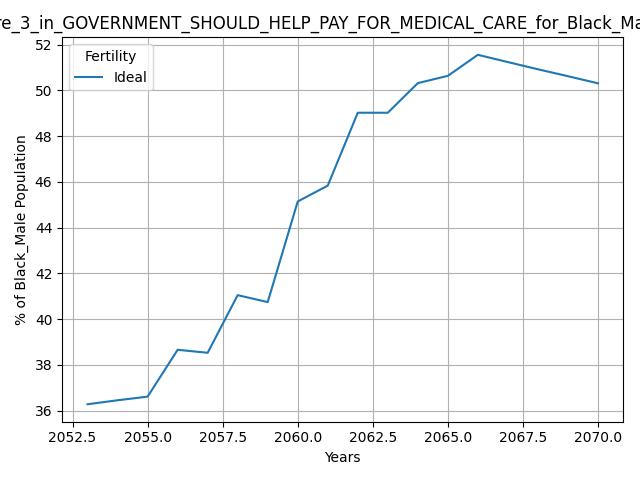 re_3_in_GOVERNMENT_SHOULD_HELP_PAY_FOR_MEDICAL_CARE_for_Black_Ma
52
50
48
46
44
42
40
38
36
% of Black_Male Population
Fertility
Ideal
2052.5 2055.0 2057.5 2060.0 2062.5 2065.0 2067.5 2070.0
Years